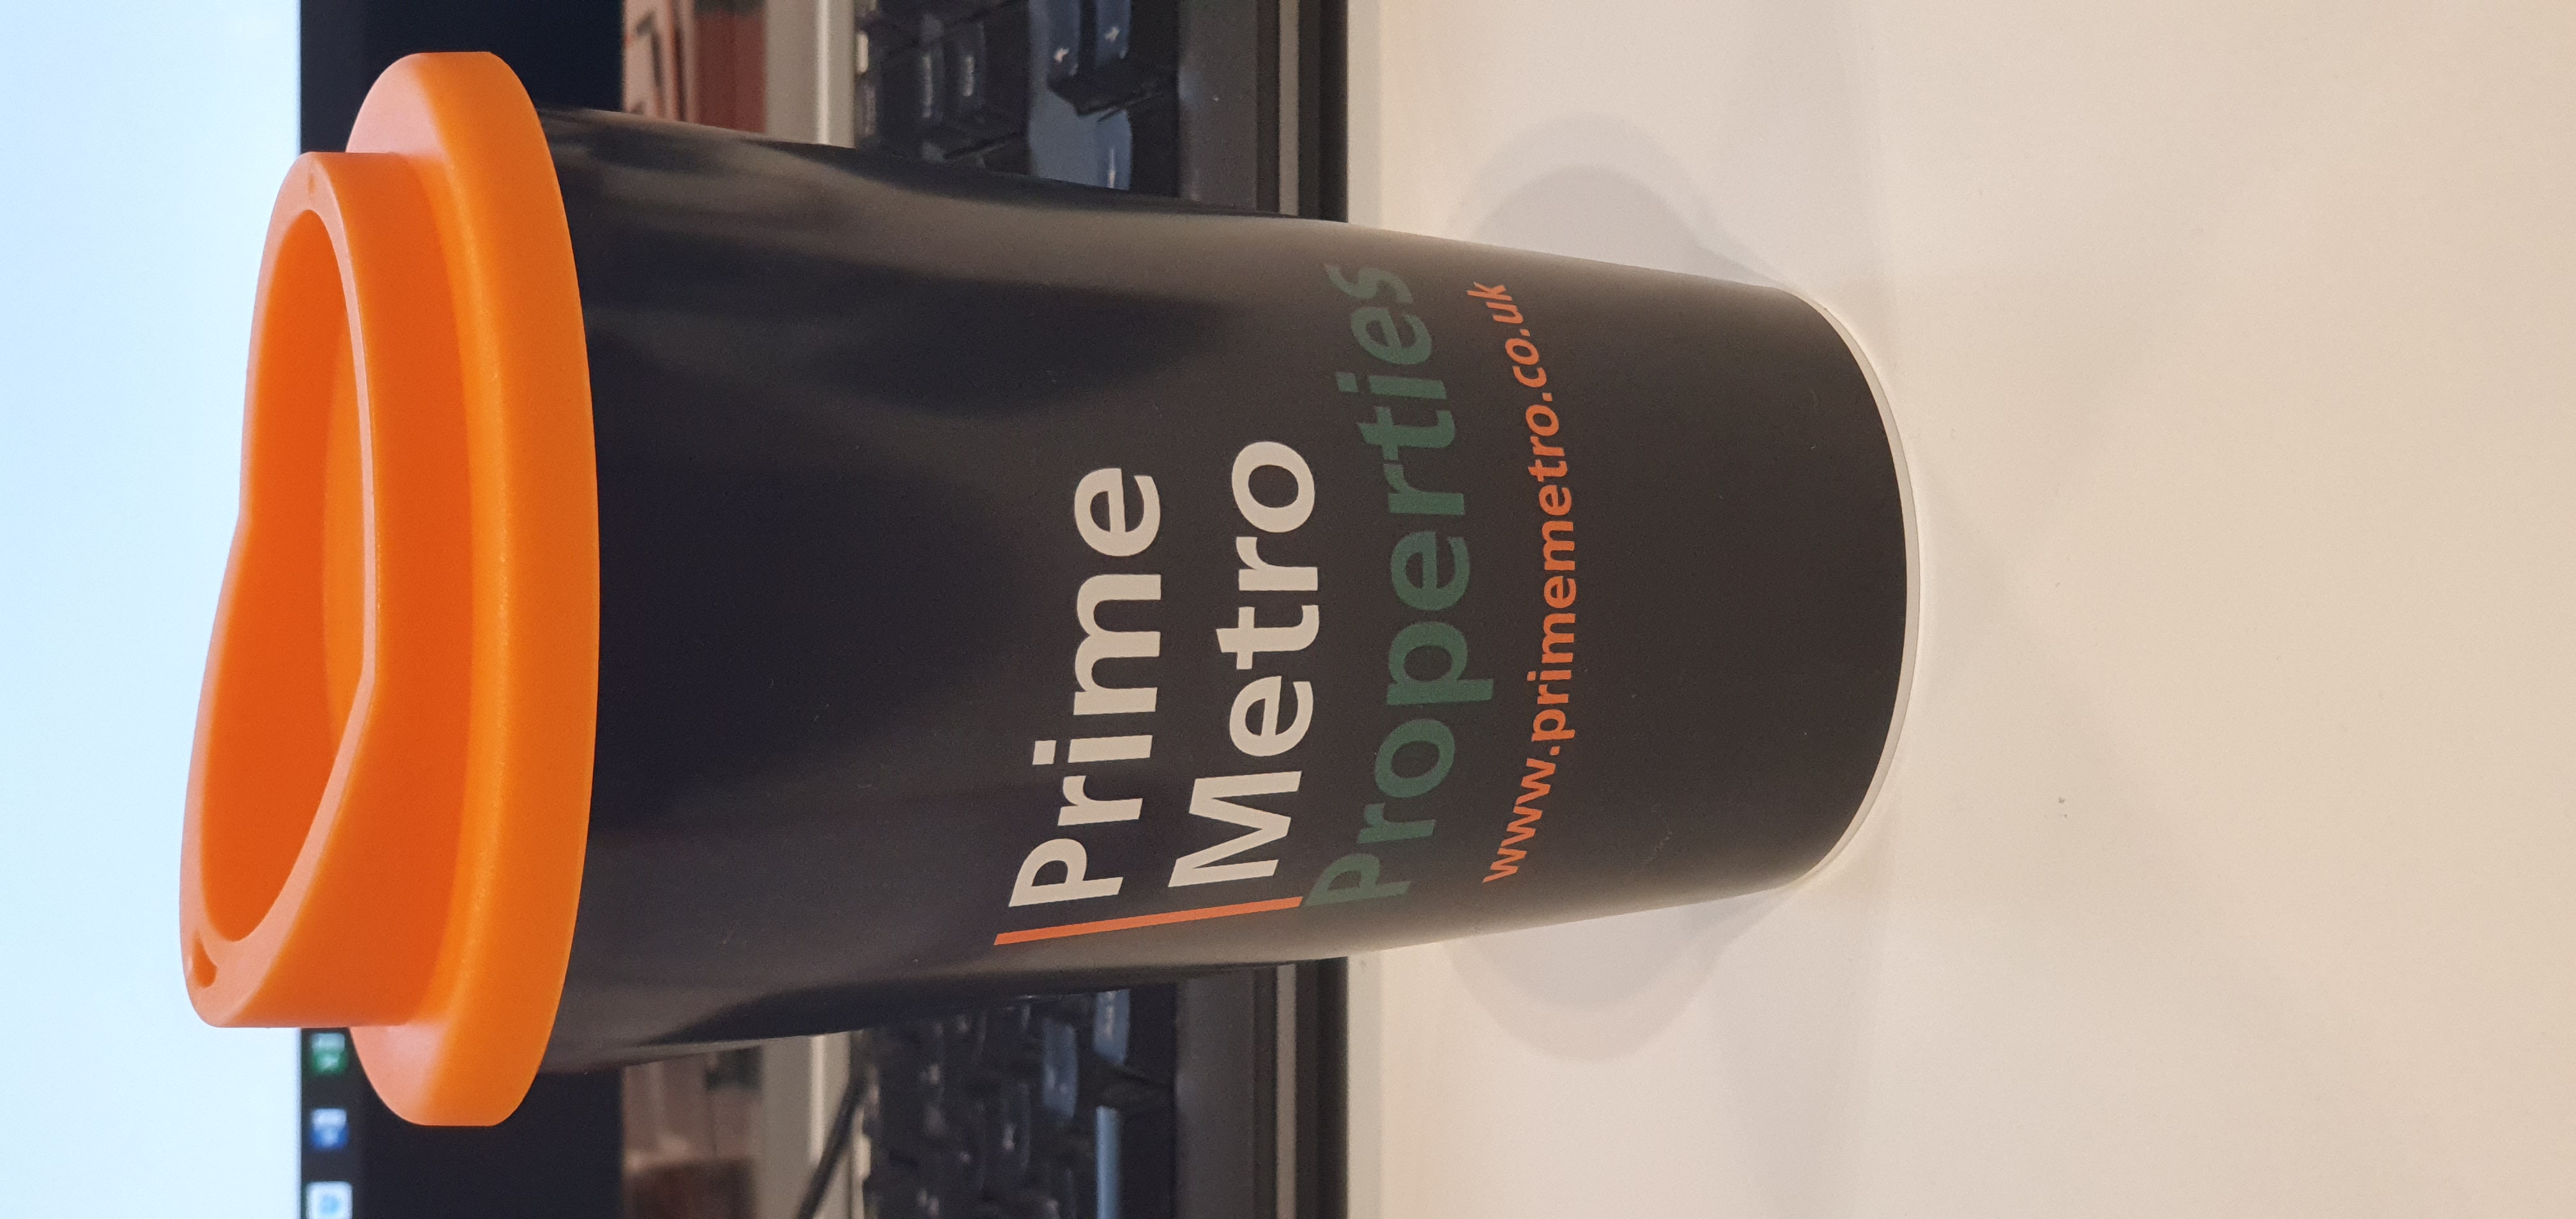 Prime
Metro
Properties
www.primemetro.co.uk